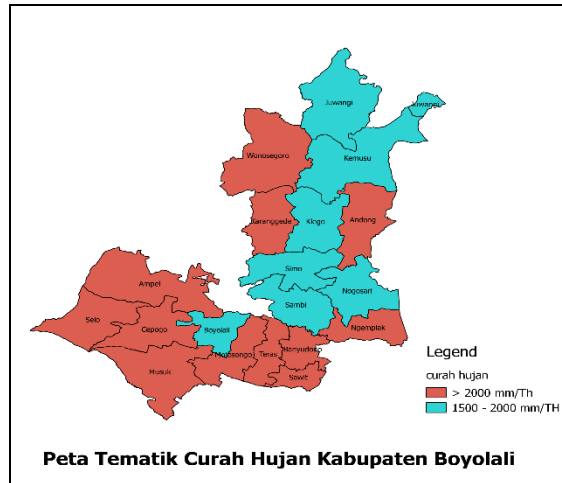 Juwangi
Juwangi
Wonosegoro
Kemusu
Karanggede
Klego
Andong
Simo
Ampel
Nogosari
Sambi
Selo
Cepogo
Boyolali
Ngemplak
Mojosongo
Teras
Banyudono
Musuk
Sawit
Legend
curah hujan
> 2000 mm/Th
1500 - 2000 mm/TH
Peta Tematik Curah Hujan Kabupaten Boyolali